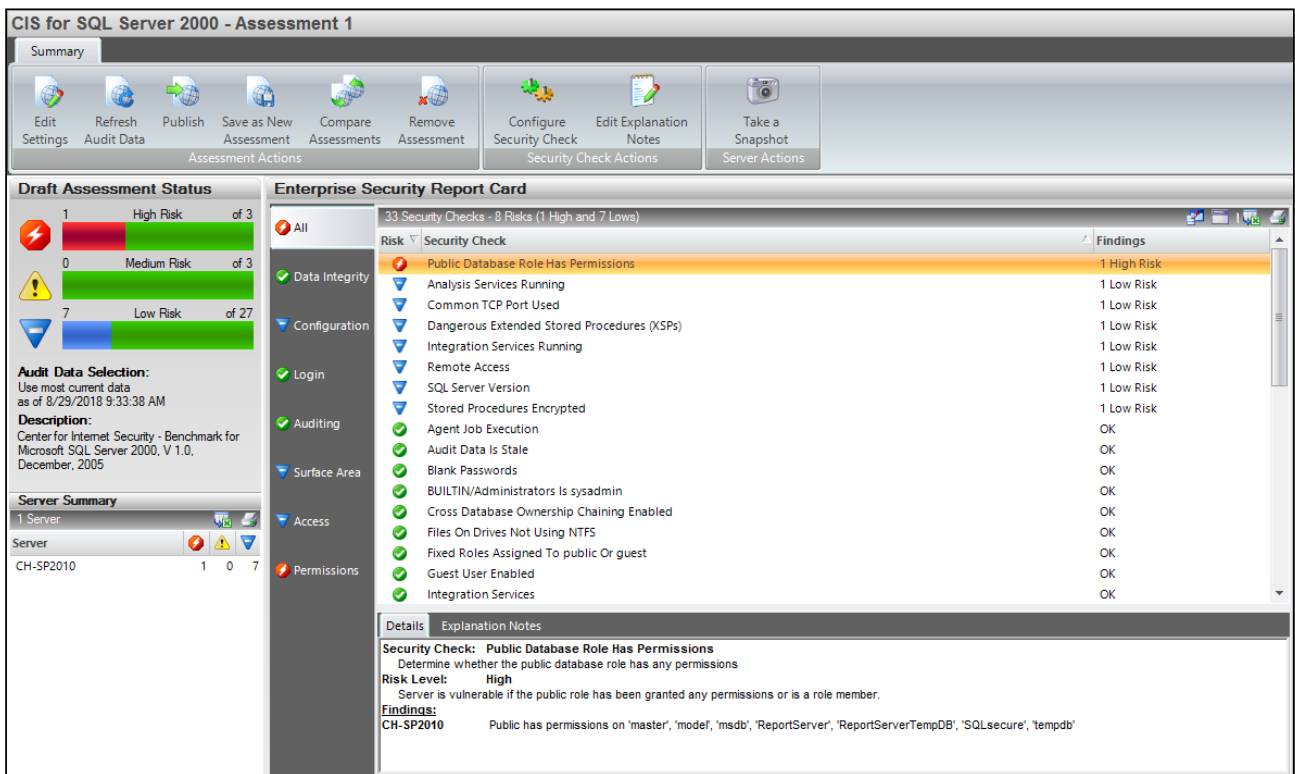 CIS for SQL Server 2000 - Assessment 1
Summary
Edit Settings
Refresh Audit Data
Publish
Save as New Assessment
Compare Assessments
Remove Assessment
Configure Security Check
Edit Explanation Notes
Take a Snapshot
Assessment Actions
Security Check Actions
Server Actions
Draft Assessment Status
1 High Risk of 3
0 Medium Risk of 3
7 Low Risk of 27
Audit Data Selection:
Use most current data
as of 8/29/2018 9:33:38 AM
Description:
Center for Internet Security - Benchmark for
Microsoft SQL Server 2000, V 1.0,
December, 2005
Server Summary
1 Server
Server
CH-SP2010 1 0 7
Enterprise Security Report Card
All
Data Integrity
Configuration
Login
Auditing
Surface Area
Access
Permissions
33 Security Checks - 8 Risks (1 High and 7 Lows)
Risk Security Check Findings
Public Database Role Has Permissions 1 High Risk
Analysis Services Running 1 Low Risk
Common TCP Port Used 1 Low Risk
Dangerous Extended Stored Procedures (XSPs) 1 Low Risk
Integration Services Running 1 Low Risk
Remote Access 1 Low Risk
SQL Server Version 1 Low Risk
Stored Procedures Encrypted 1 Low Risk
Agent Job Execution OK
Audit Data Is Stale OK
Blank Passwords OK
BUILTIN/Administrators Is sysadmin OK
Cross Database Ownership Chaining Enabled OK
Files On Drives Not Using NTFS OK
Fixed Roles Assigned To public Or guest OK
Guest User Enabled OK
Integration Services OK
Details Explanation Notes
Security Check: Public Database Role Has Permissions
Determine whether the public database role has any permissions
Risk Level: High
Server is vulnerable if the public role has been granted any permissions or is a role member.
Findings:
CH-SP2010 Public has permissions on 'master', 'model', 'msdb', 'ReportServer', 'ReportServerTempDB', 'SQLsecure', 'tempdb'